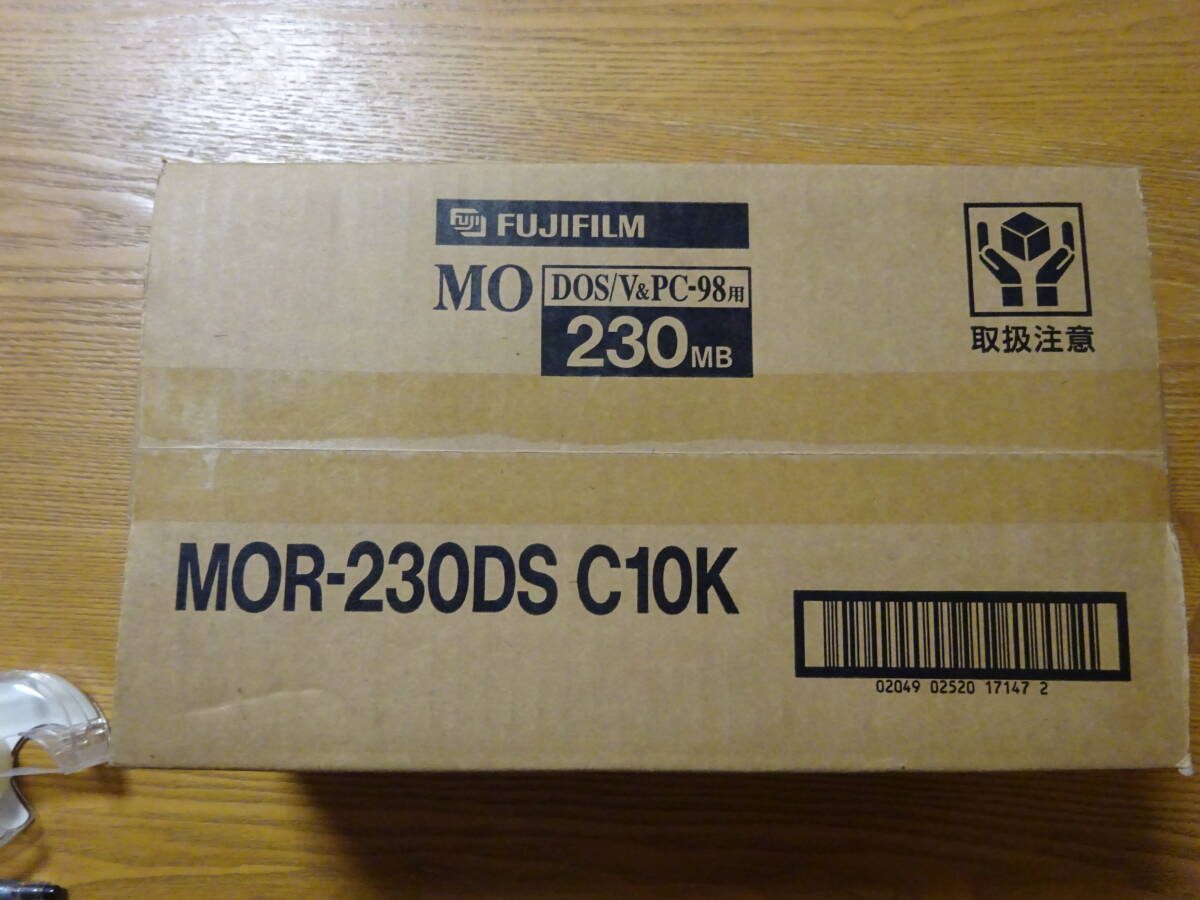 FUJI FUJIFILM
MO DOS/V&PC-98用
230MB
取扱注意
MOR-230DS C10K
02049 02520 17147 2